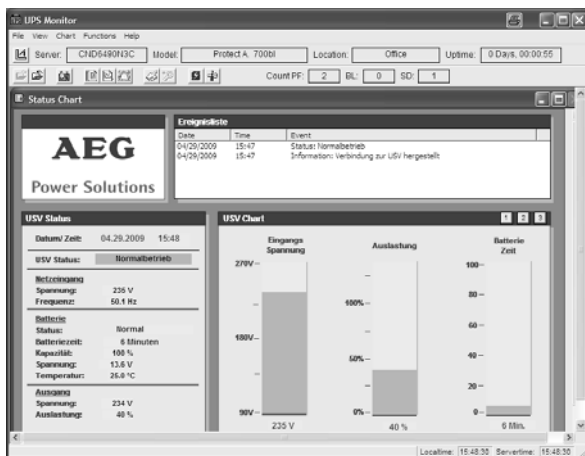 UPS Monitor
File View Chart Functions Help
Server: CND6490N3C Model: Protect A. 700bl Location: Office Uptime: 0 Days, 00:00:55
Count PF: 2 BL: 0 SD: 1
Status Chart
AEG
Power Solutions
Ereignisliste
Date Time Event
04/29/2009 15:47 Status: Normalbetrieb
04/29/2009 15:47 Information: Verbindung zur USV hergestellt
USV Status
Datum/Zeit: 04.29.2009 15:48
USV Status: Normalbetrieb
Netzeingang
Spannung: 235 V
Frequenz: 50.1 Hz
Batterie
Status: Normal
Batteriezeit: 6 Minuten
Kapazität: 100 %
Spannung: 13.6 V
Temperatur: 25.0 °C
Ausgang
Spannung: 234 V
Auslastung: 40 %
USV Chart
1 2 3
Eingangs
Spannung
270V
180V
90V
235 V
Auslastung
100%
50%
0%
40 %
Batterie
Zeit
100
80
60
40
20
0
6 Min.
Localtime: 15:48:30 Servertime: 15:48:30